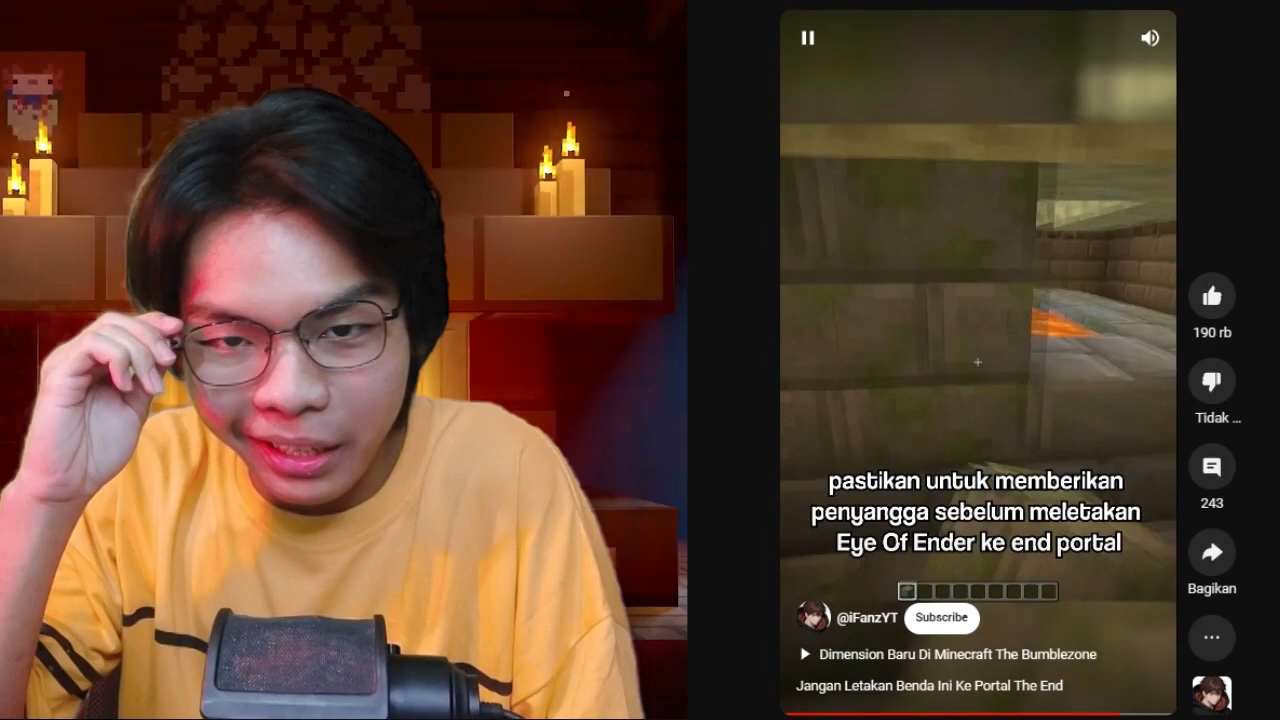 190 rb
Tidak ...
243
Bagikan
pastikan untuk memberikan
penyangga sebelum meletakan
Eye Of Ender ke end portal
@iFanzYT Subscribe
Dimension Baru Di Minecraft The Bumblezone
Jangan Letakan Benda Ini Ke Portal The End